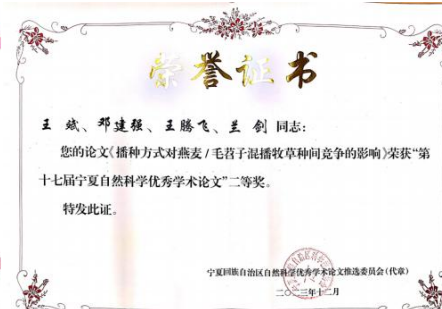 荣誉证书
王斌、邓建强、王腾飞、兰剑 同志：
您的论文《播种方式对燕麦/毛苕子混播牧草种间竞争的影响》荣获“第
十七届宁夏自然科学优秀学术论文”二等奖。
特发此证。
宁夏回族自治区自然科学优秀学术论文推选委员会（代章）
二〇二三年十二月